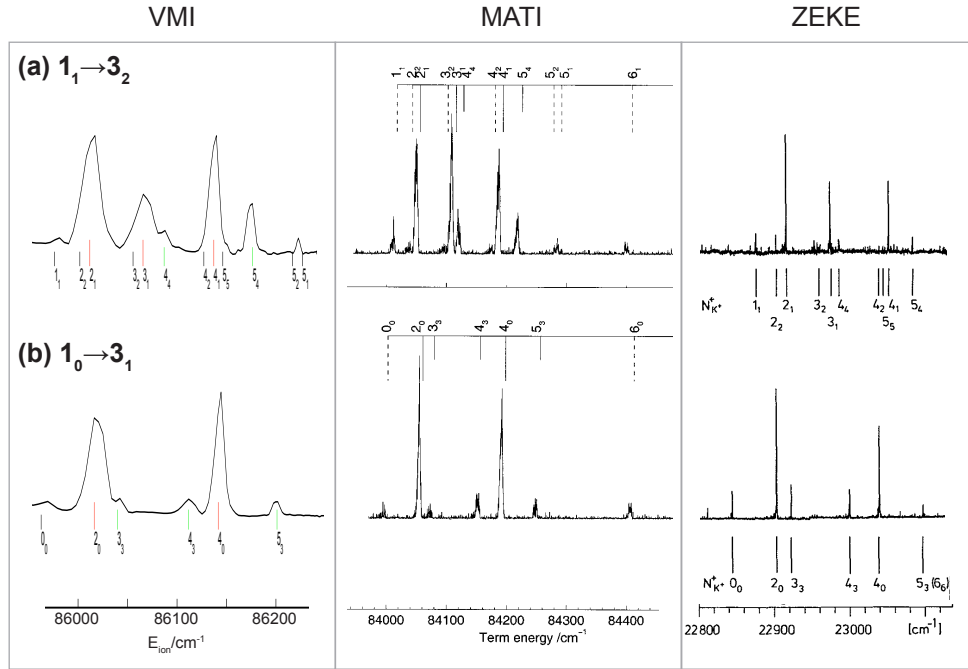 VMI MATI ZEKE
(a) 1₁→3₂
1₁ 2₂ 2₁ 3₂ 3₁ 4₄ 4₂ 4₁ 5₅ 5₄ 5₂ 5₁
1₁ 2₂ 2₁ 3₂ 3₁ 4₄ 4₂ 4₁ 5₄ 5₂ 5₁ 6₁
N⁺K⁺ 1₁ 2₁ 3₂ 4₄ 4₂ 4₁ 5₄
2₂ 3₁ 5₅
(b) 1₀→3₁
0₀ 2₀ 3₃ 4₃ 4₀ 5₃
0₀ 2₀ 3₃ 4₃ 4₀ 5₃ 6₀
N⁺K⁺ 0₀ 2₀ 3₃ 4₃ 4₀ 5₃(6₆)
86000 86100 86200
E_ion/cm⁻¹
84000 84100 84200 84300 84400
Term energy /cm⁻¹
22800 22900 23000 [cm⁻¹]